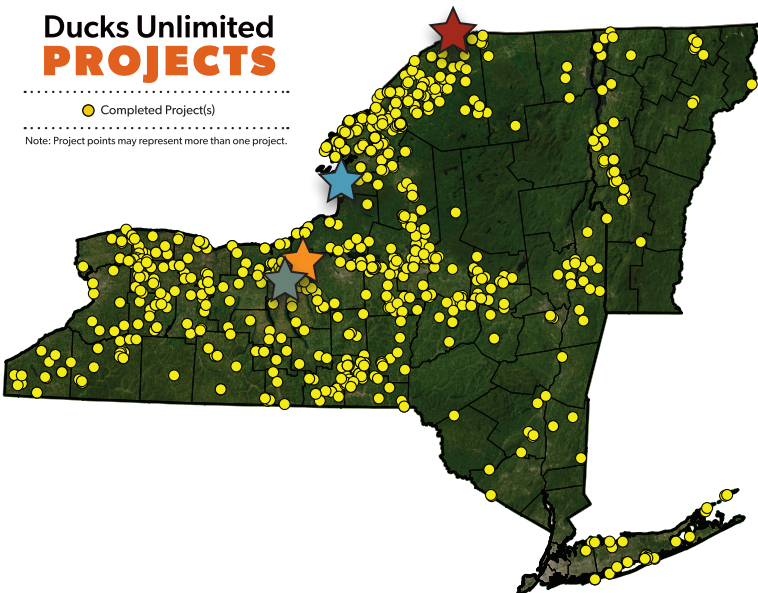 Ducks Unlimited
PROJECTS
Completed Project(s)
Note: Project points may represent more than one project.